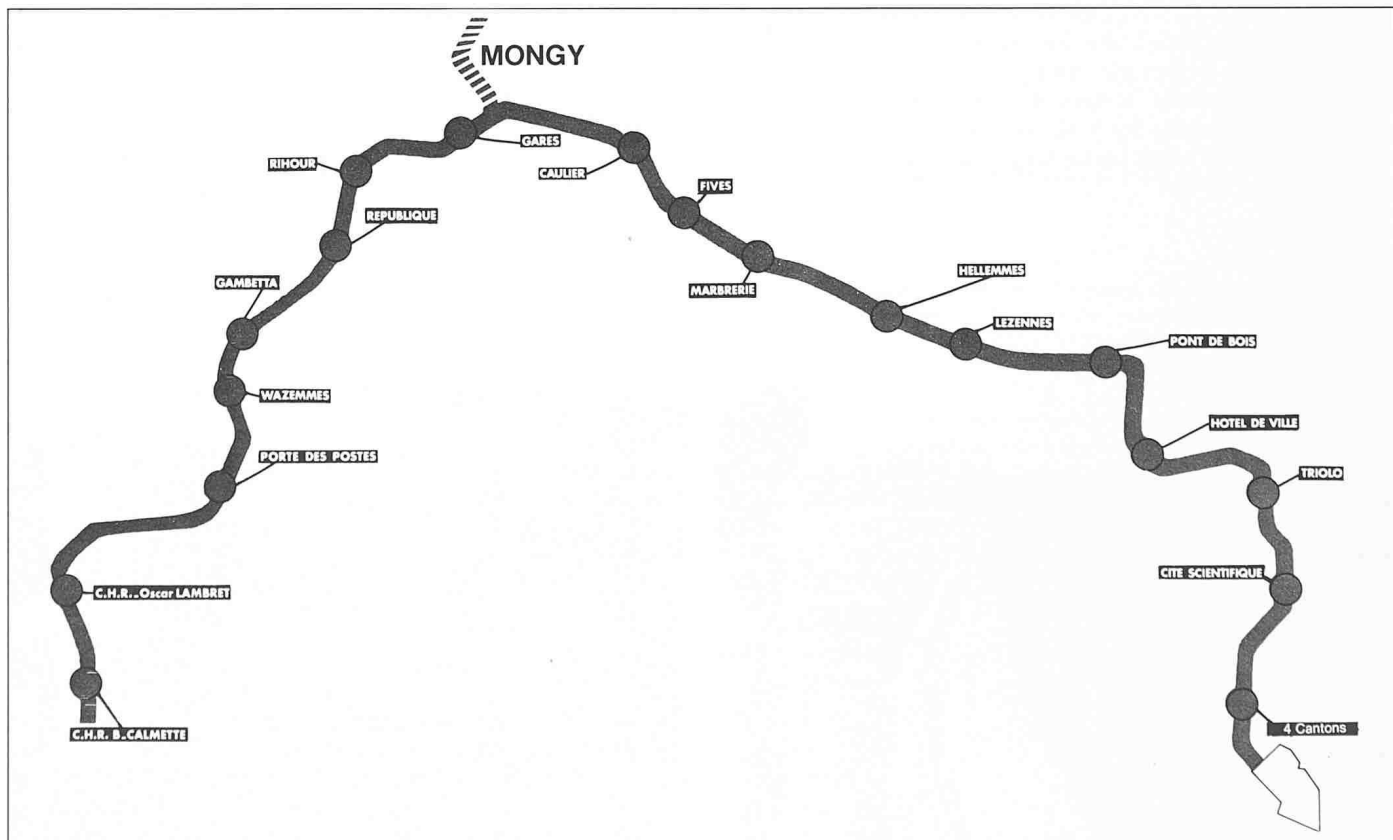 MONGY
GARES
RIHOUR
CAULIER
FIVES
REPUBLIQUE
MARBRERIE
HELLEMMES
GAMBETTA
LEZENNES
PONT DE BOIS
WAZEMMES
HOTEL DE VILLE
PORTE DES POSTES
TRIOLO
CITE SCIENTIFIQUE
C.H.R. _ Oscar LAMBRET
4 Cantons
C.H.R. B_CALMETTE